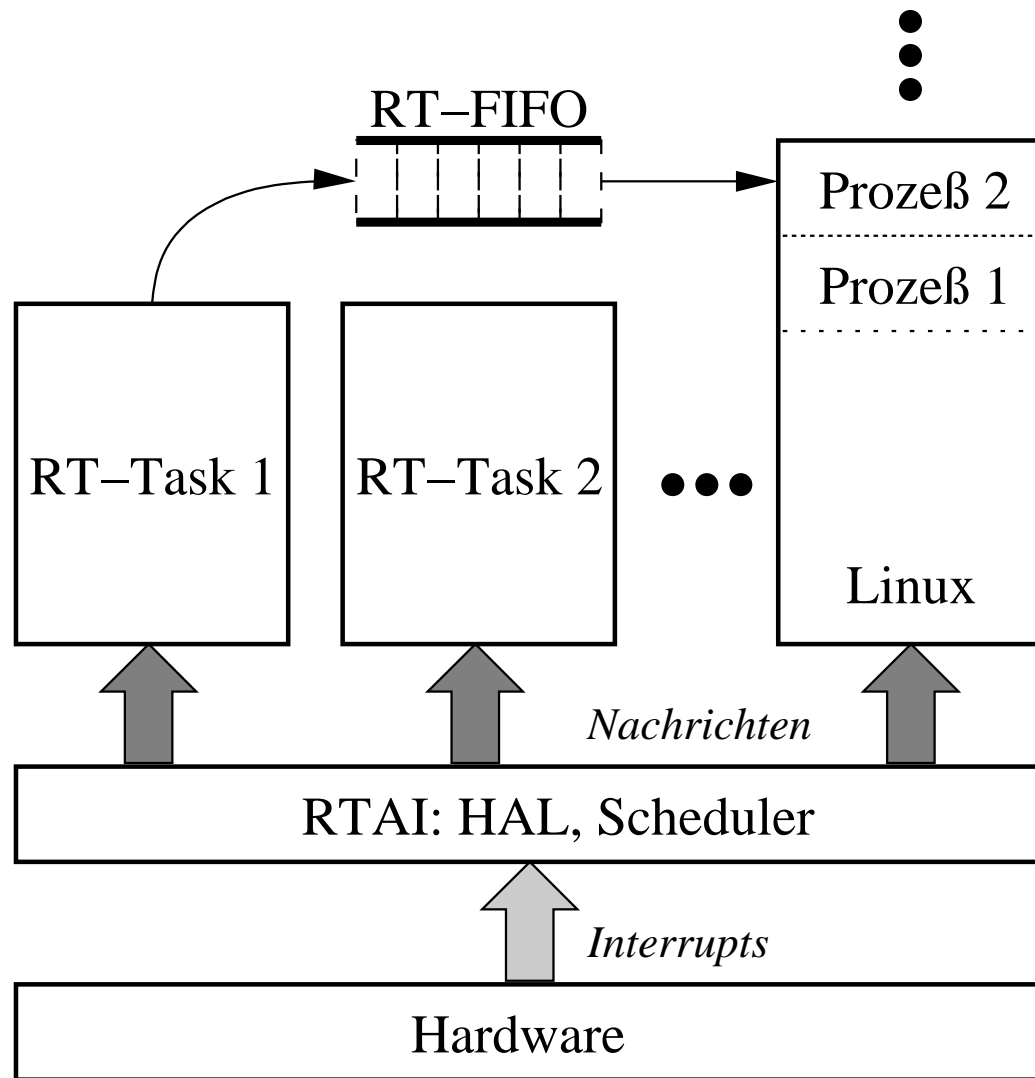 RT–FIFO
Prozeß 2
Prozeß 1
RT–Task 1
RT–Task 2
Linux
Nachrichten
RTAI: HAL, Scheduler
Interrupts
Hardware